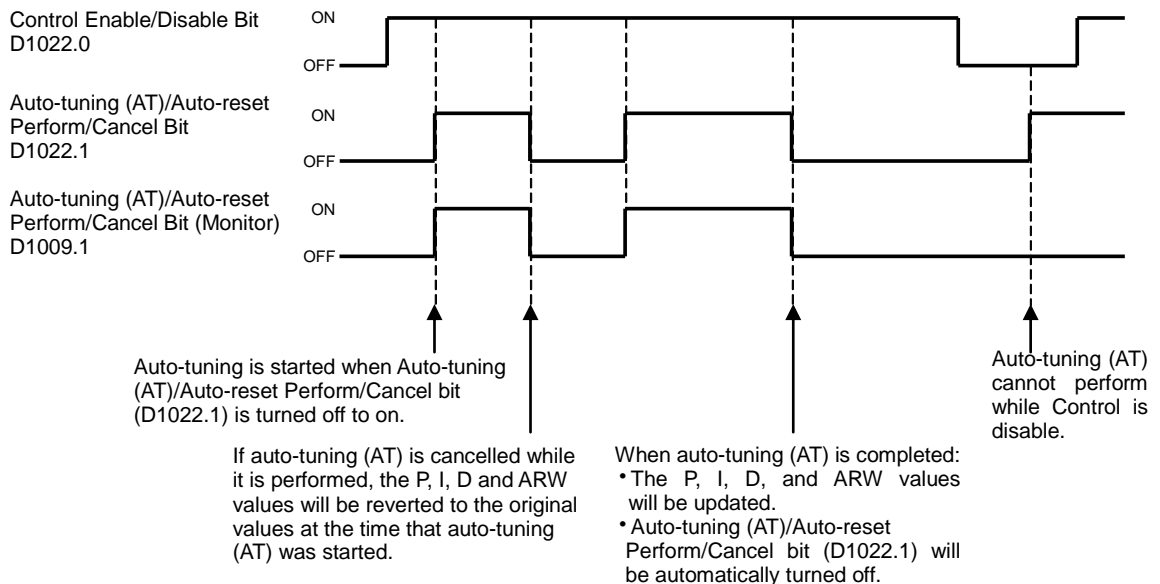 Control Enable/Disable Bit
D1022.0
ON
OFF
Auto-tuning (AT)/Auto-reset
Perform/Cancel Bit
D1022.1
ON
OFF
Auto-tuning (AT)/Auto-reset
Perform/Cancel Bit (Monitor)
D1009.1
ON
OFF
Auto-tuning is started when Auto-tuning
(AT)/Auto-reset Perform/Cancel bit
(D1022.1) is turned off to on.
If auto-tuning (AT) is cancelled while
it is performed, the P, I, D and ARW
values will be reverted to the original
values at the time that auto-tuning
(AT) was started.
When auto-tuning (AT) is completed:
• The P, I, D, and ARW values
will be updated.
• Auto-tuning (AT)/Auto-reset
Perform/Cancel bit (D1022.1) will
be automatically turned off.
Auto-tuning (AT)
cannot perform
while Control is
disable.